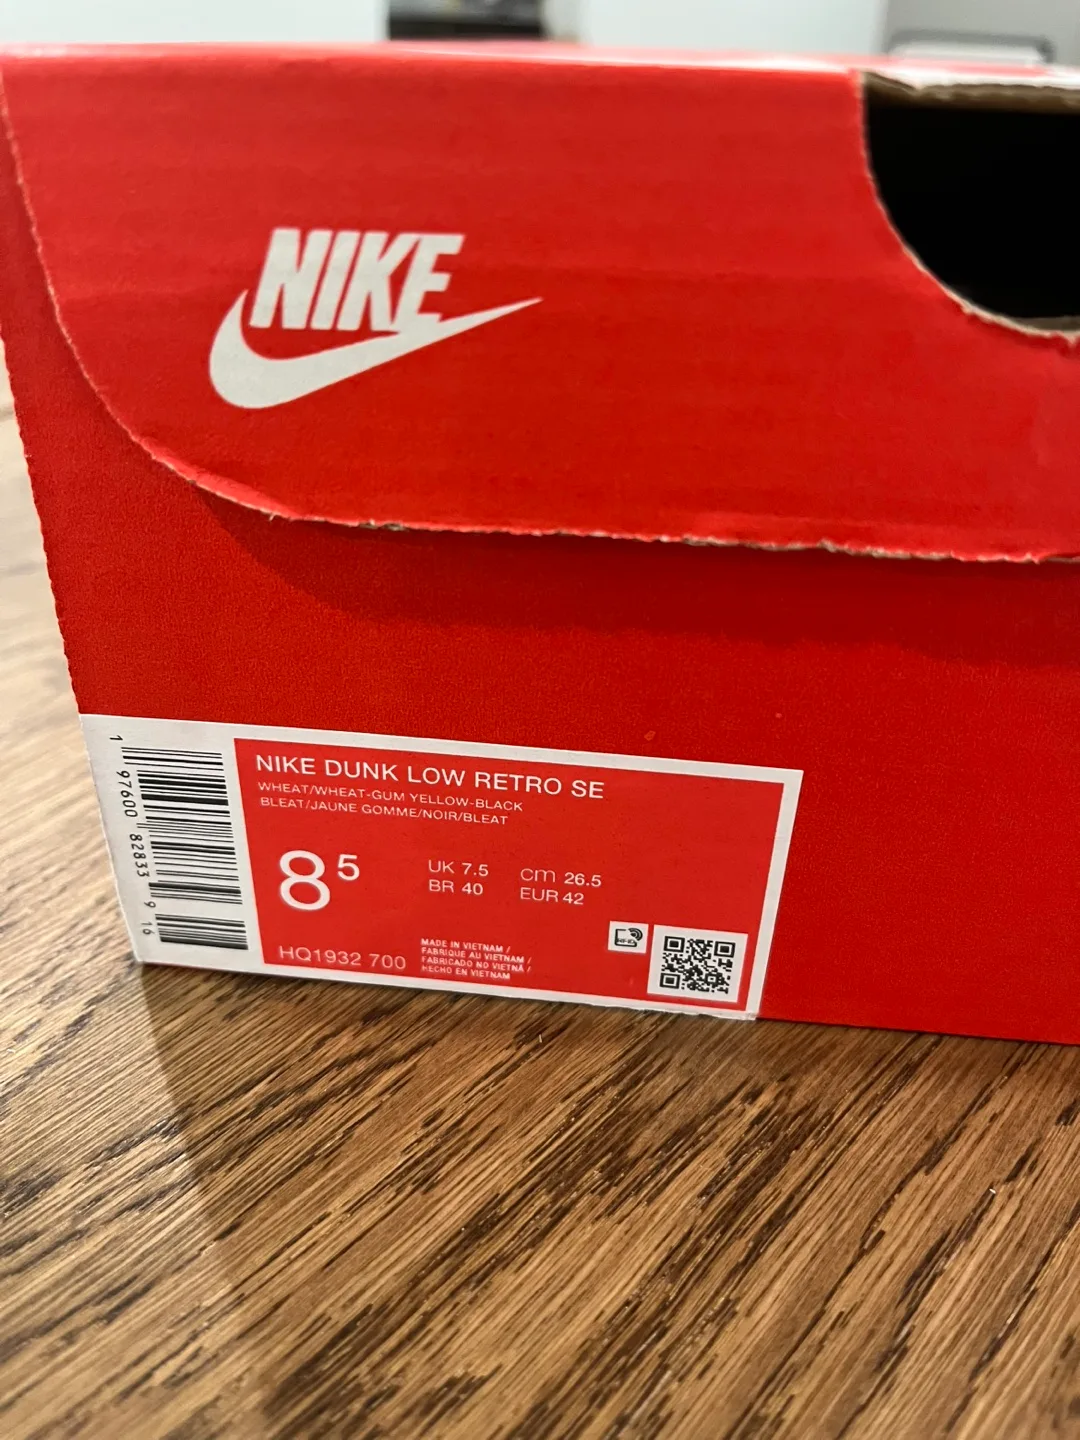 NIKE
NIKE DUNK LOW RETRO SE
WHEAT/WHEAT-GUM YELLOW-BLACK
BLEAT/JAUNE GOMME/NOIR/BLEAT
8 5
UK 7.5
BR 40
cm 26.5
EUR 42
HQ1932 700
MADE IN VIETNAM /
FABRIQUE AU VIETNAM /
FABRICADO NO VIETNÃ /
HECHO EN VIETNAM
RFID
1 97600 82833 9 16